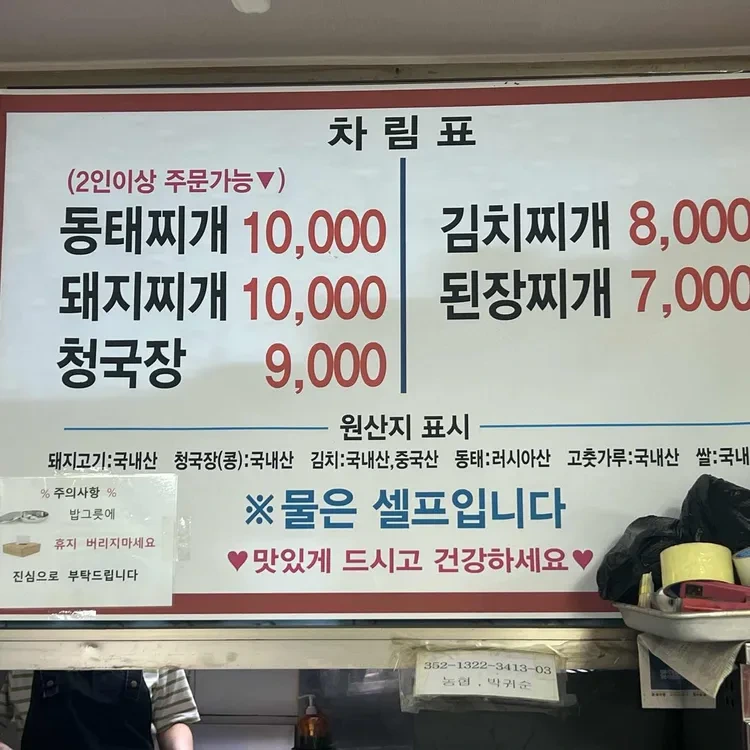 차림표
(2인이상 주문가능▼)
동태찌개 10,000
돼지찌개 10,000
청국장 9,000
김치찌개 8,000
된장찌개 7,000
원산지 표시
돼지고기:국내산 청국장(콩):국내산 김치:국내산,중국산 동태:러시아산 고춧가루:국내산 쌀:국내
※물은 셀프입니다
♥맛있게 드시고 건강하세요♥
% 주의사항 %
밥그릇에
휴지 버리지마세요
진심으로 부탁드립니다
352-1322-3413-03
농협, 박귀순